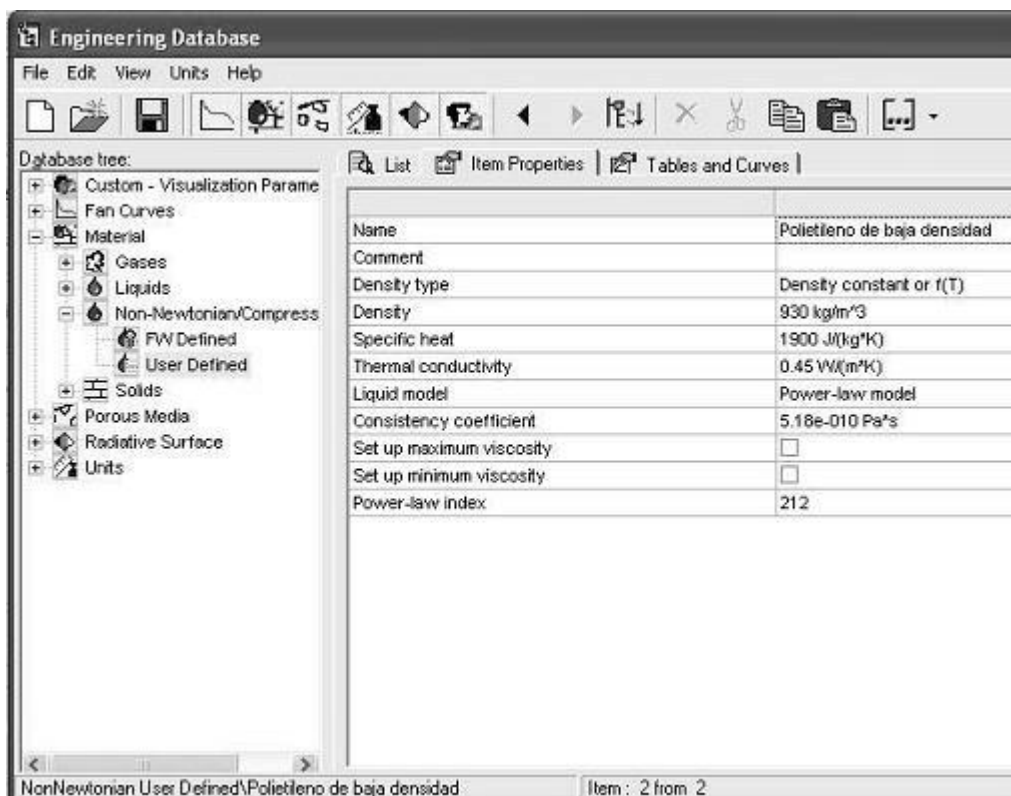 Engineering Database
File Edit View Units Help
Database tree:
List Item Properties Tables and Curves
Custom - Visualization Parame
Fan Curves
Material
Gases
Liquids
Non-Newtonian/Compress
FW Defined
User Defined
Solids
Porous Media
Radiative Surface
Units
Name Polietileno de baja densidad
Comment
Density type Density constant or f(T)
Density 930 kg/m^3
Specific heat 1900 J/(kg*K)
Thermal conductivity 0.45 W/(m*K)
Liquid model Power-law model
Consistency coefficient 5.18e-010 Pa*s
Set up maximum viscosity
Set up minimum viscosity
Power-law index 212
NonNewtonian User Defined\Polietileno de baja densidad Item : 2 from 2